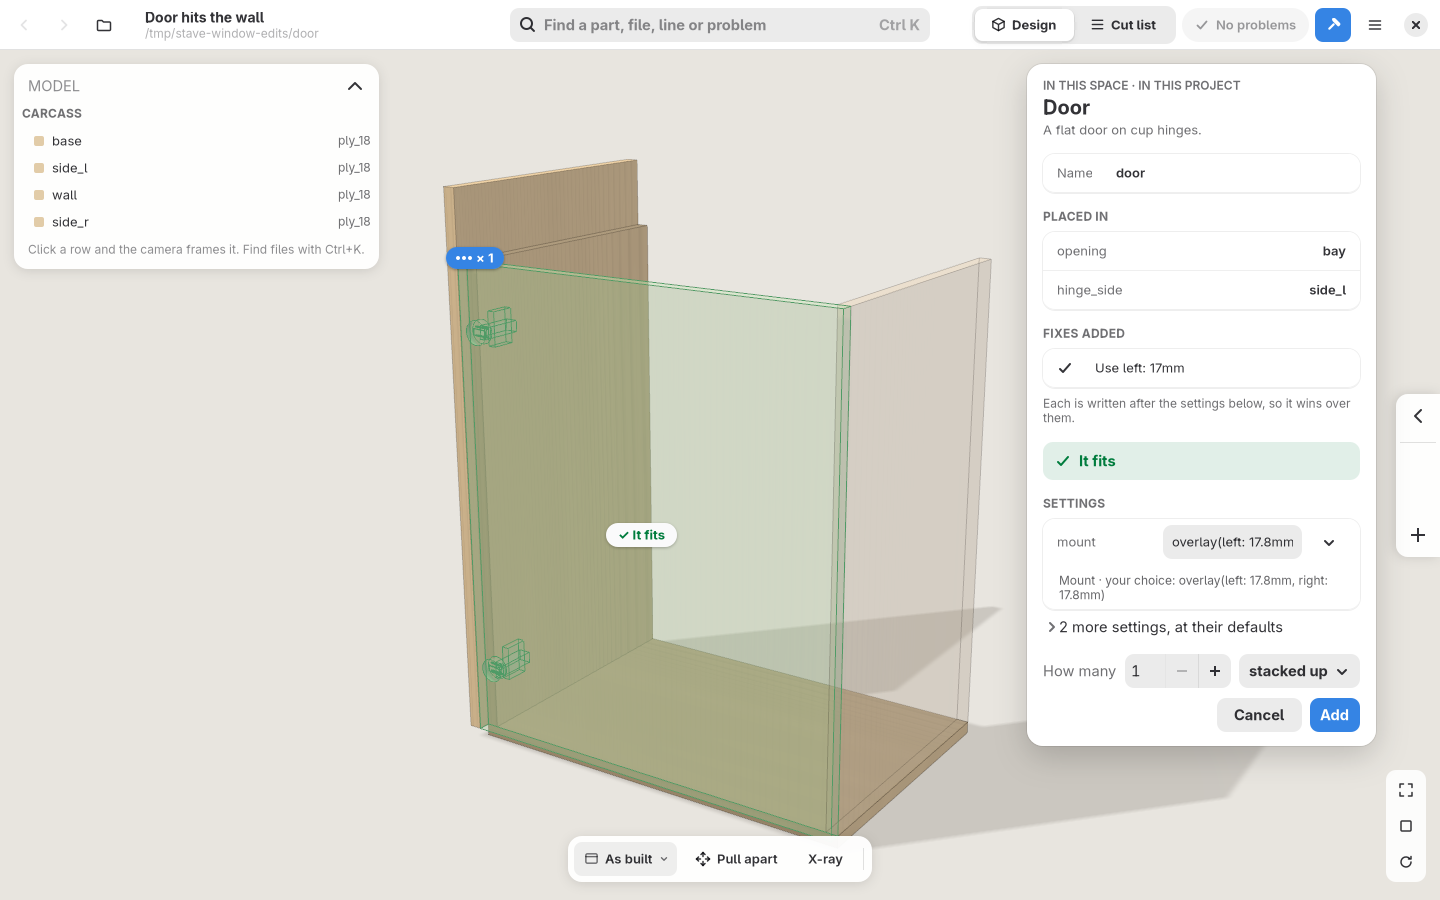 Door hits the wall
/tmp/stave-window-edits/door
Find a part, file, line or problem
Ctrl K
Design
Cut list
No problems
MODEL
CARCASS
base
ply_18
side_l
ply_18
wall
ply_18
side_r
ply_18
Click a row and the camera frames it. Find files with Ctrl+K.
••• × 1
It fits
IN THIS SPACE · IN THIS PROJECT
Door
A flat door on cup hinges.
Name
door
PLACED IN
opening
bay
hinge_side
side_l
FIXES ADDED
Use left: 17mm
Each is written after the settings below, so it wins over
them.
It fits
SETTINGS
mount
overlay(left: 17.8mm
Mount · your choice: overlay(left: 17.8mm, right:
17.8mm)
2 more settings, at their defaults
How many
1
stacked up
Cancel
Add
As built
Pull apart
X-ray